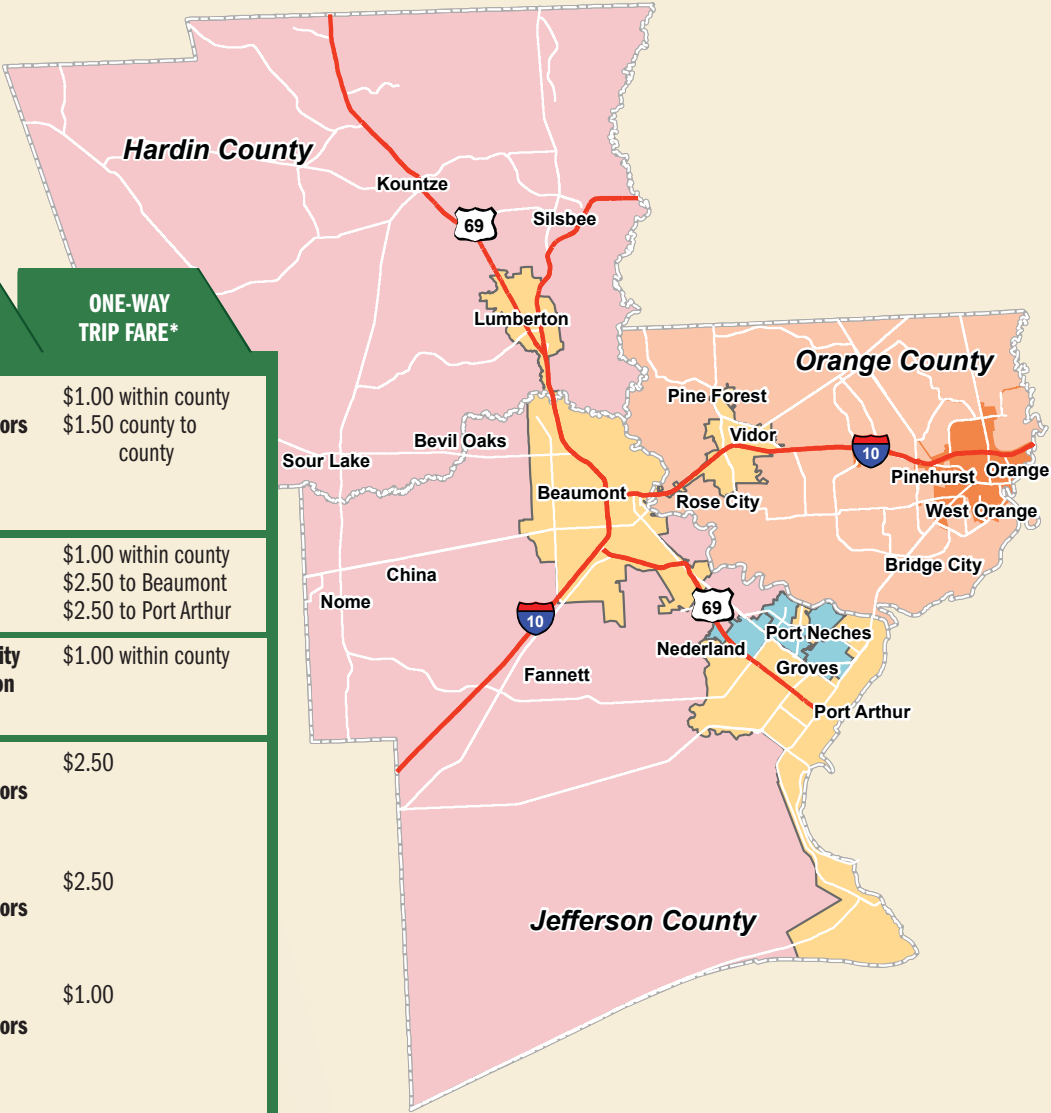 Hardin County
Kountze
69
Silsbee
Lumberton
ONE-WAY
TRIP FARE*
$1.00 within county
ors
$1.50 county to
county
$1.00 within county
$2.50 to Beaumont
$2.50 to Port Arthur
ity
$1.00 within county
on
$2.50
ors
$2.50
ors
$1.00
ors
Orange County
Pine Forest
Vidor
10
Bevil Oaks
Sour Lake
Pinehurst
Orange
Beaumont
Rose City
West Orange
Bridge City
China
Nome
69
10
Port Neches
Nederland
Groves
Fannett
Port Arthur
Jefferson County